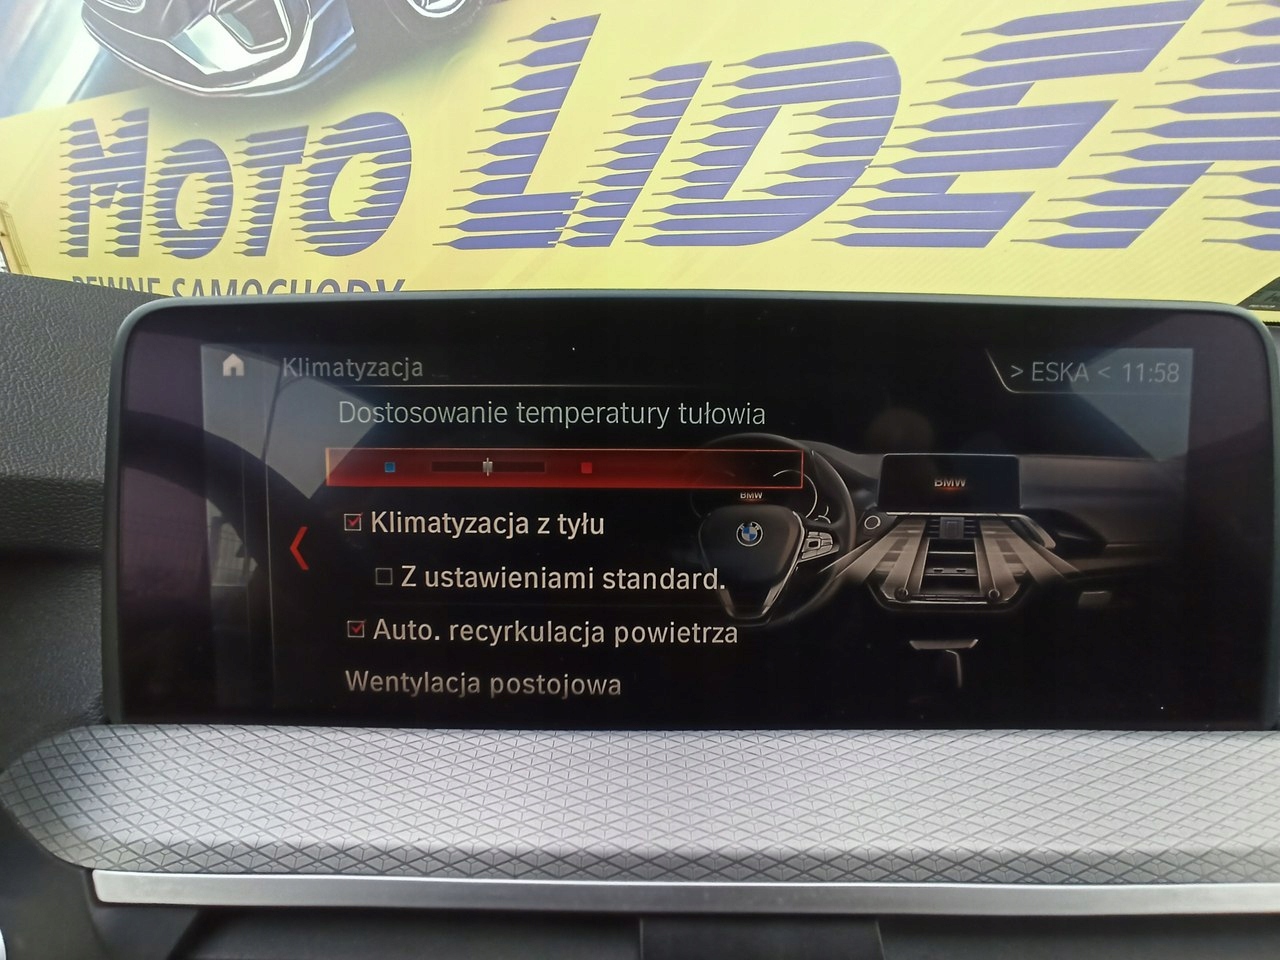 MOTO LIDER
PEWNE SAMOCHODY
Klimatyzacja
> ESKA < 11:58
Dostosowanie temperatury tułowia
BMW
BMW
Klimatyzacja z tyłu
Z ustawieniami standard.
Auto. recyrkulacja powietrza
Wentylacja postojowa